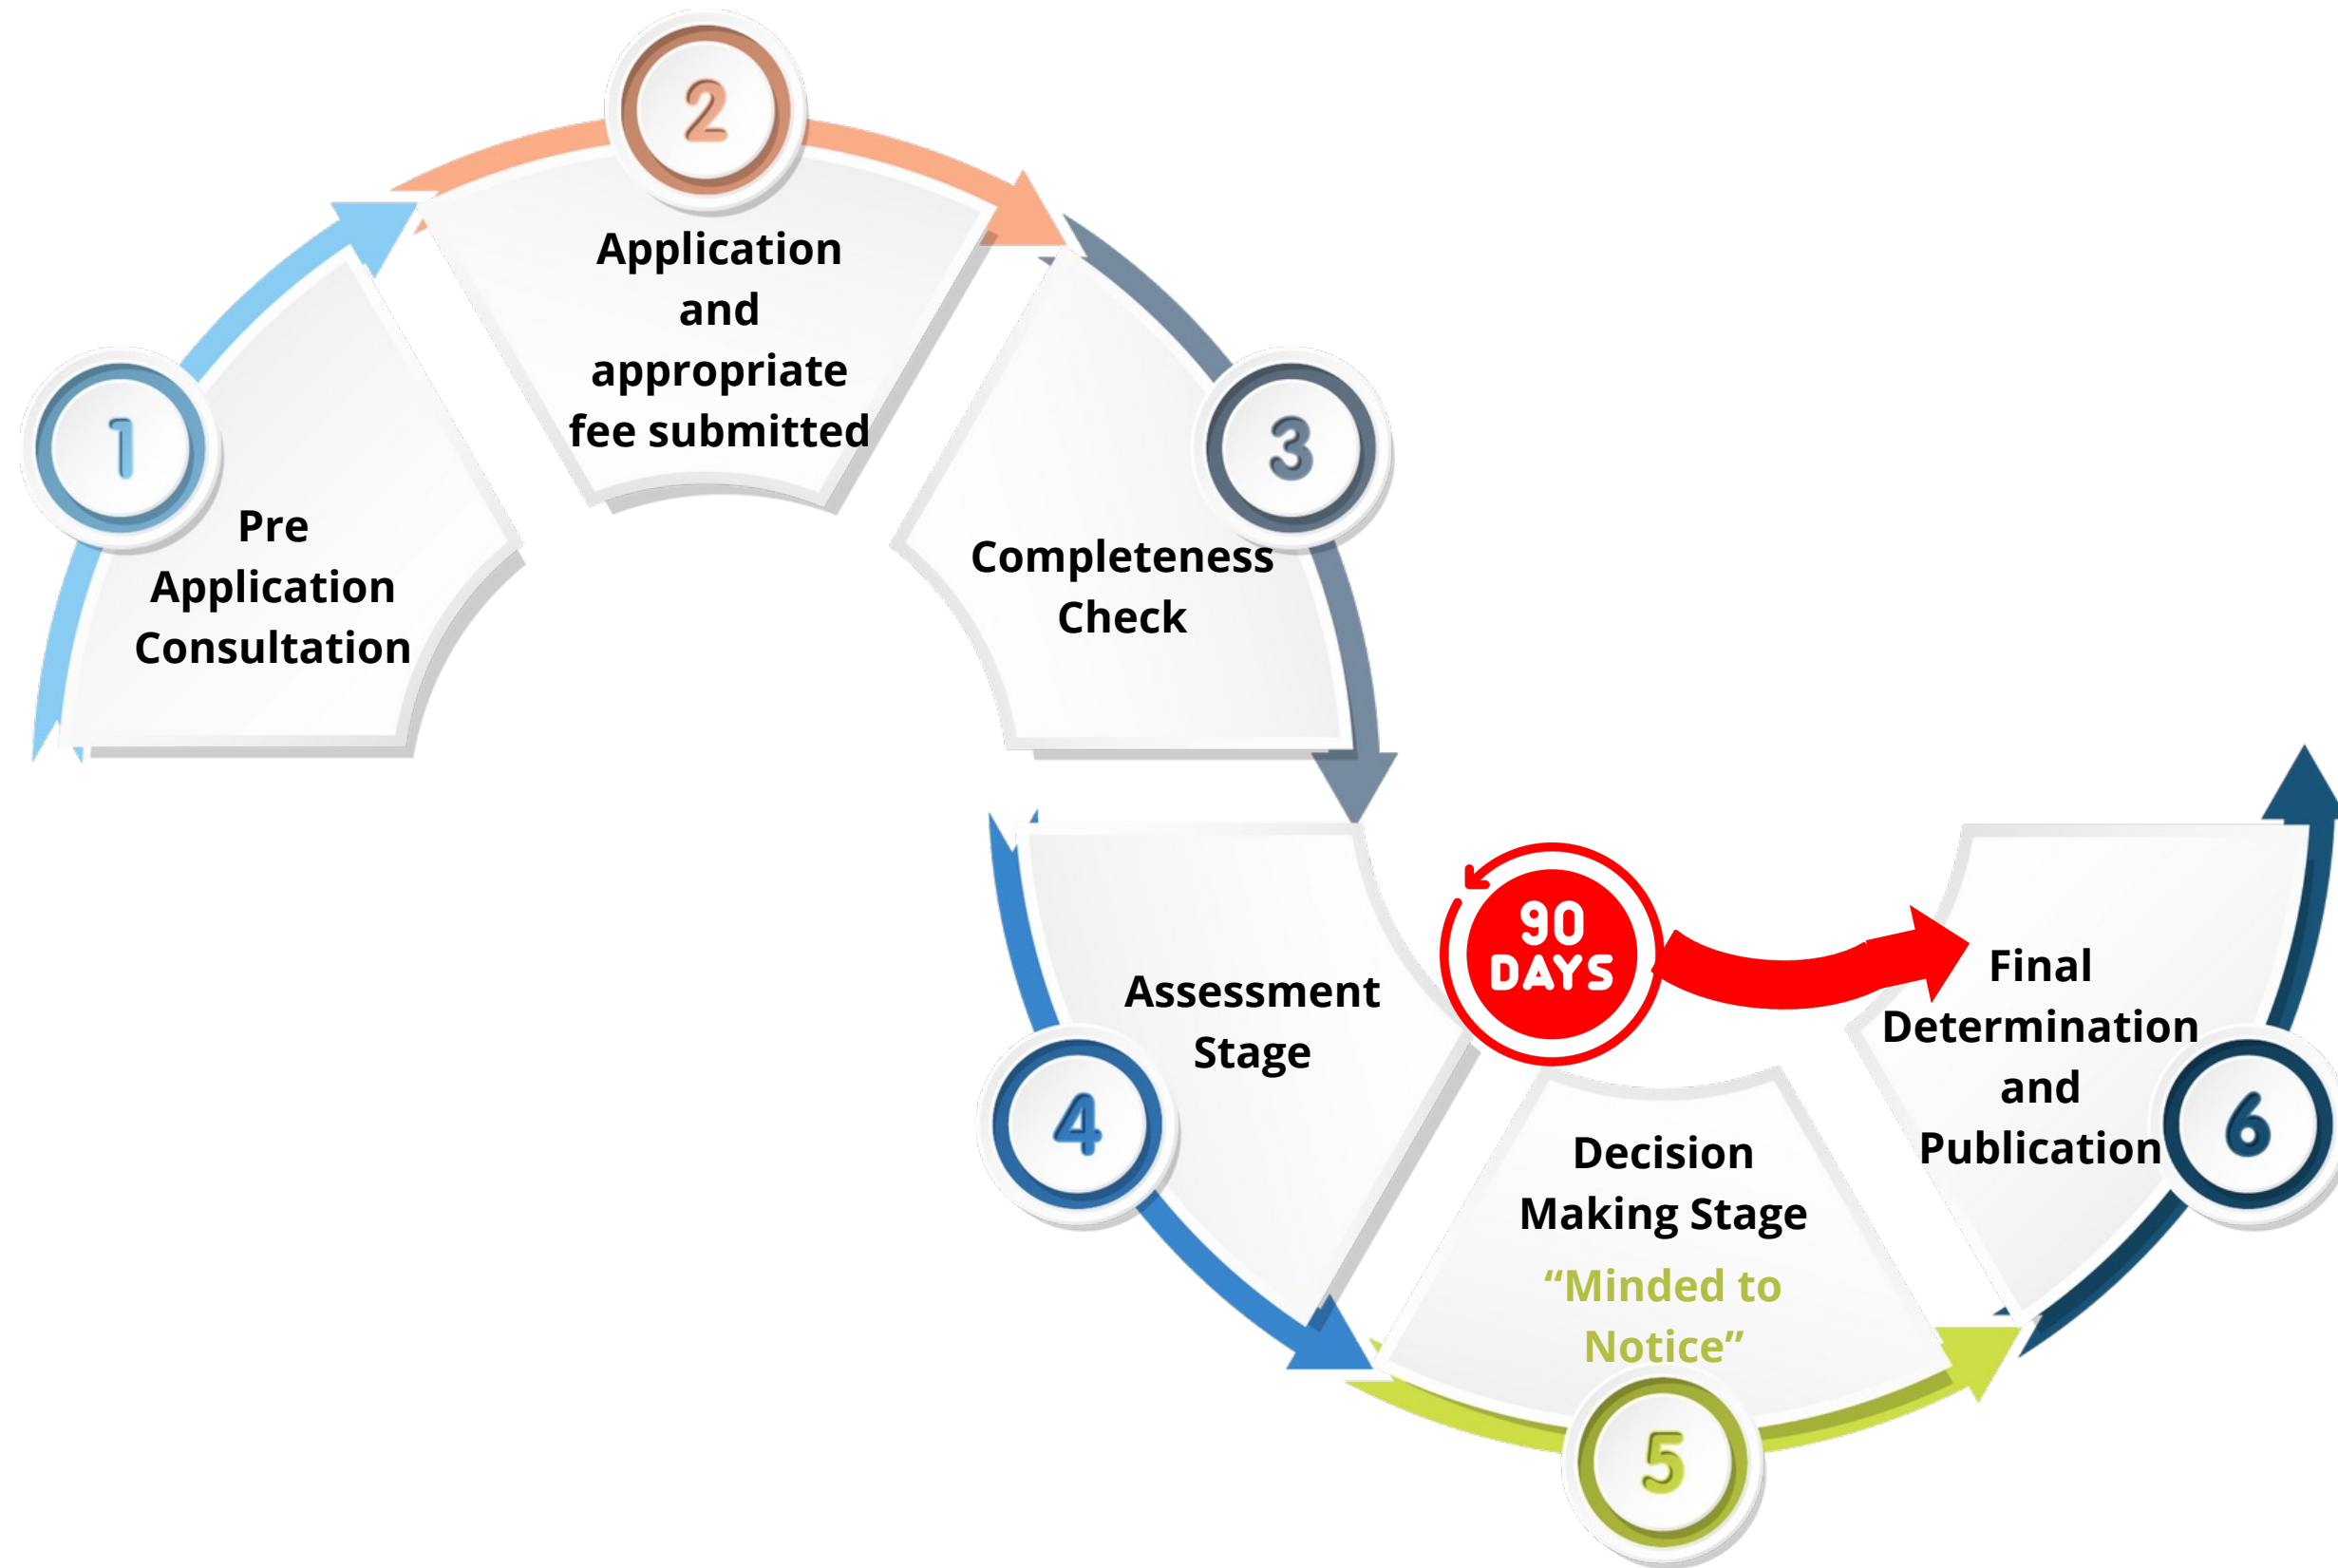 1
Pre
Application
Consultation
2
Application
and
appropriate
fee submitted
3
Completeness
Check
4
Assessment
Stage
90
DAYS
5
Decision
Making Stage
“Minded to
Notice”
6
Final
Determination
and
Publication